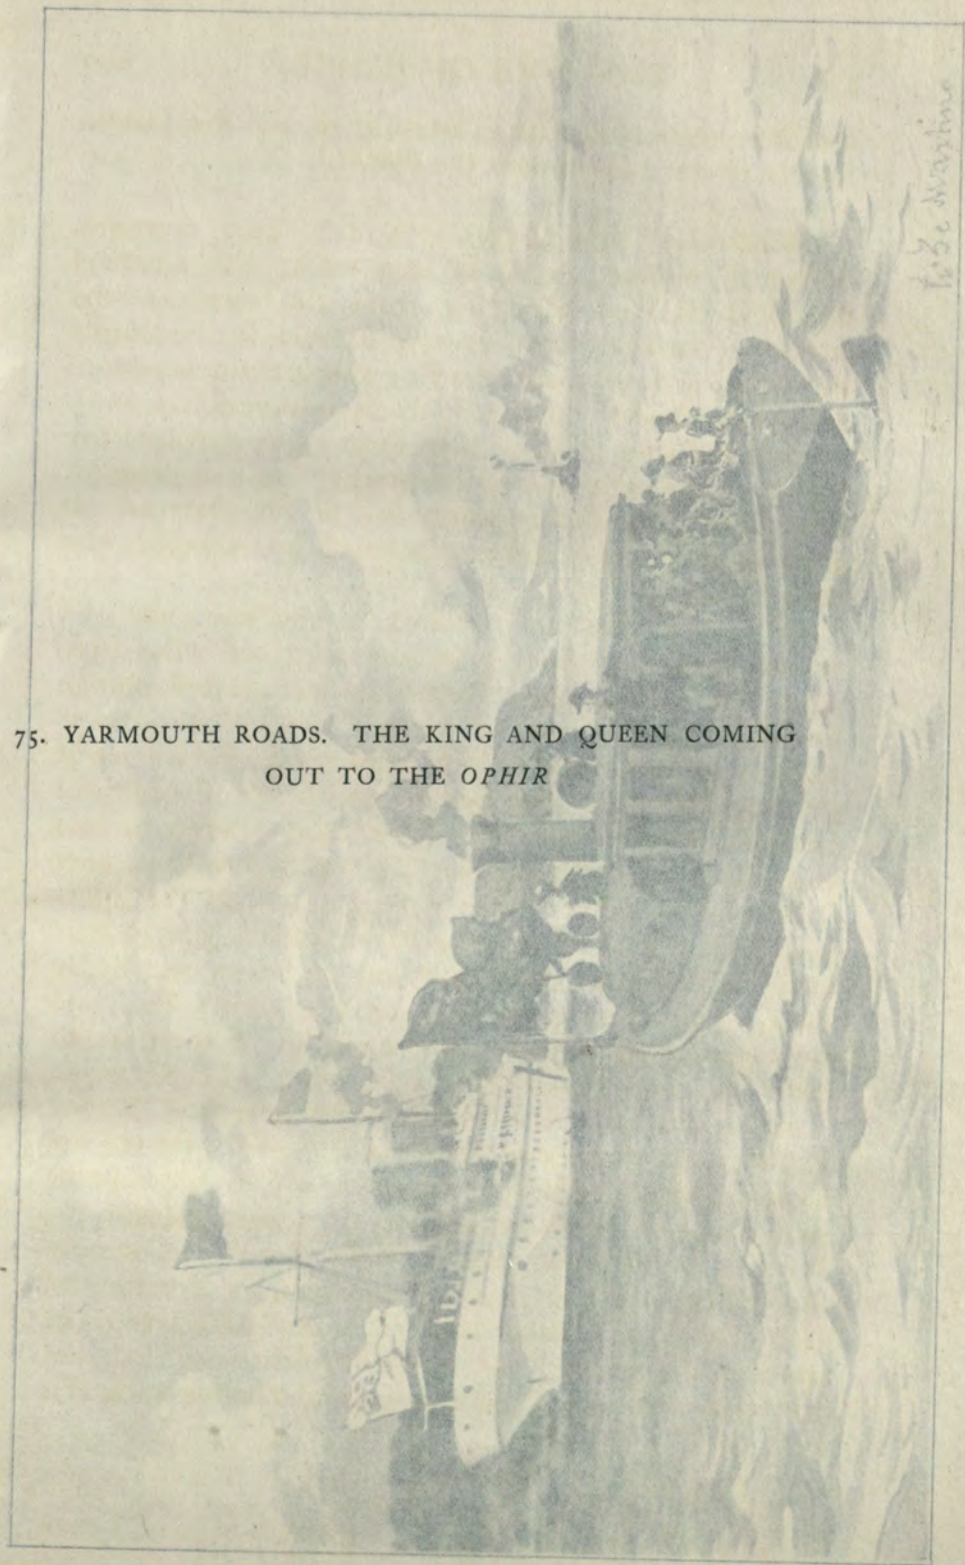 75. YARMOUTH ROADS. THE KING AND QUEEN COMING
OUT TO THE OPHIR